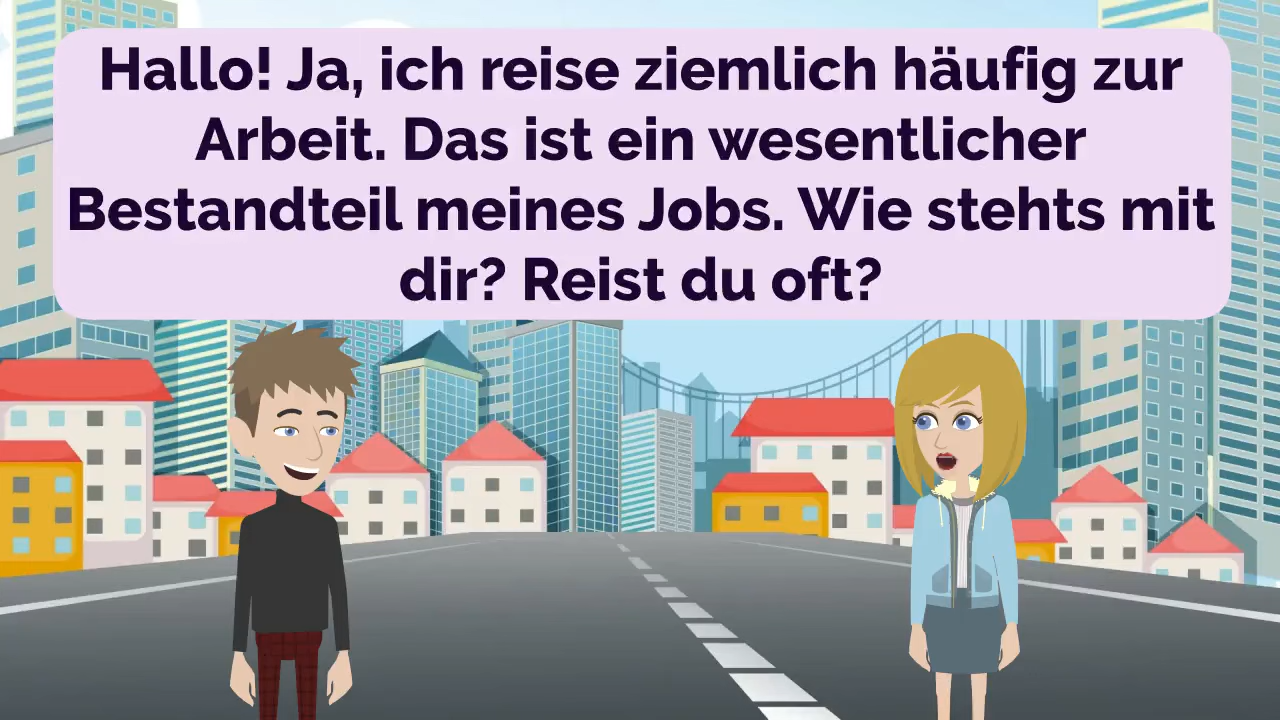 Hallo! Ja, ich reise ziemlich häufig zur
Arbeit. Das ist ein wesentlicher
Bestandteil meines Jobs. Wie stehts mit
dir? Reist du oft?